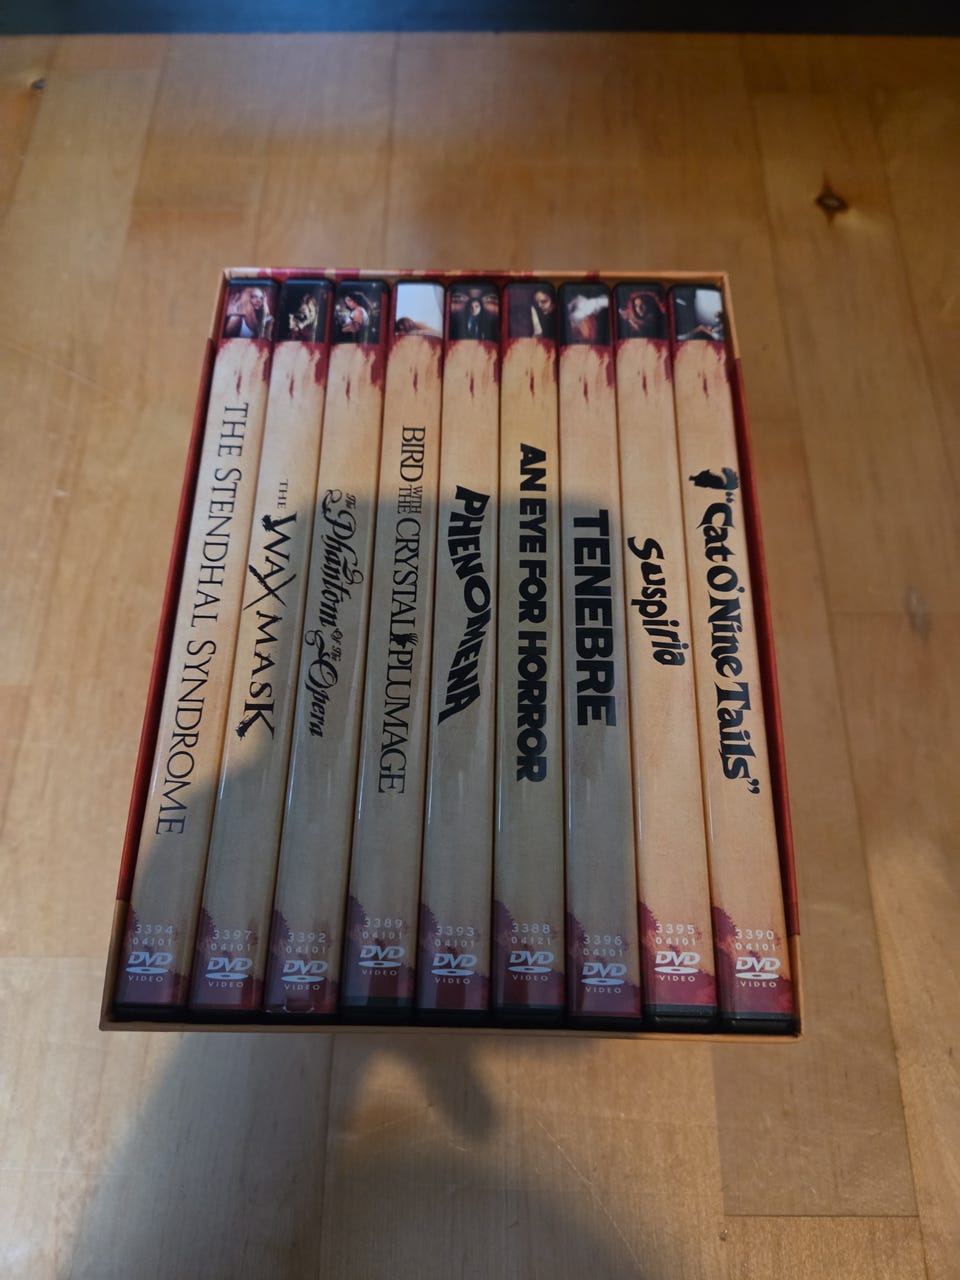 THE STENDHAL SYNDROME
3394
04101
DVD
VIDEO
THE WAX MASK
3397
04101
DVD
VIDEO
The Phantom Of The Opera
3392
04101
DVD
VIDEO
BIRD WITH THE CRYSTAL PLUMAGE
3389
04101
DVD
VIDEO
PHENOMENA
3393
04101
DVD
VIDEO
AN EYE FOR HORROR
3388
04121
DVD
VIDEO
TENEBRE
3396
04101
DVD
VIDEO
Suspiria
3395
04101
DVD
VIDEO
"Cat O' Nine Tails"
3390
04101
DVD
VIDEO